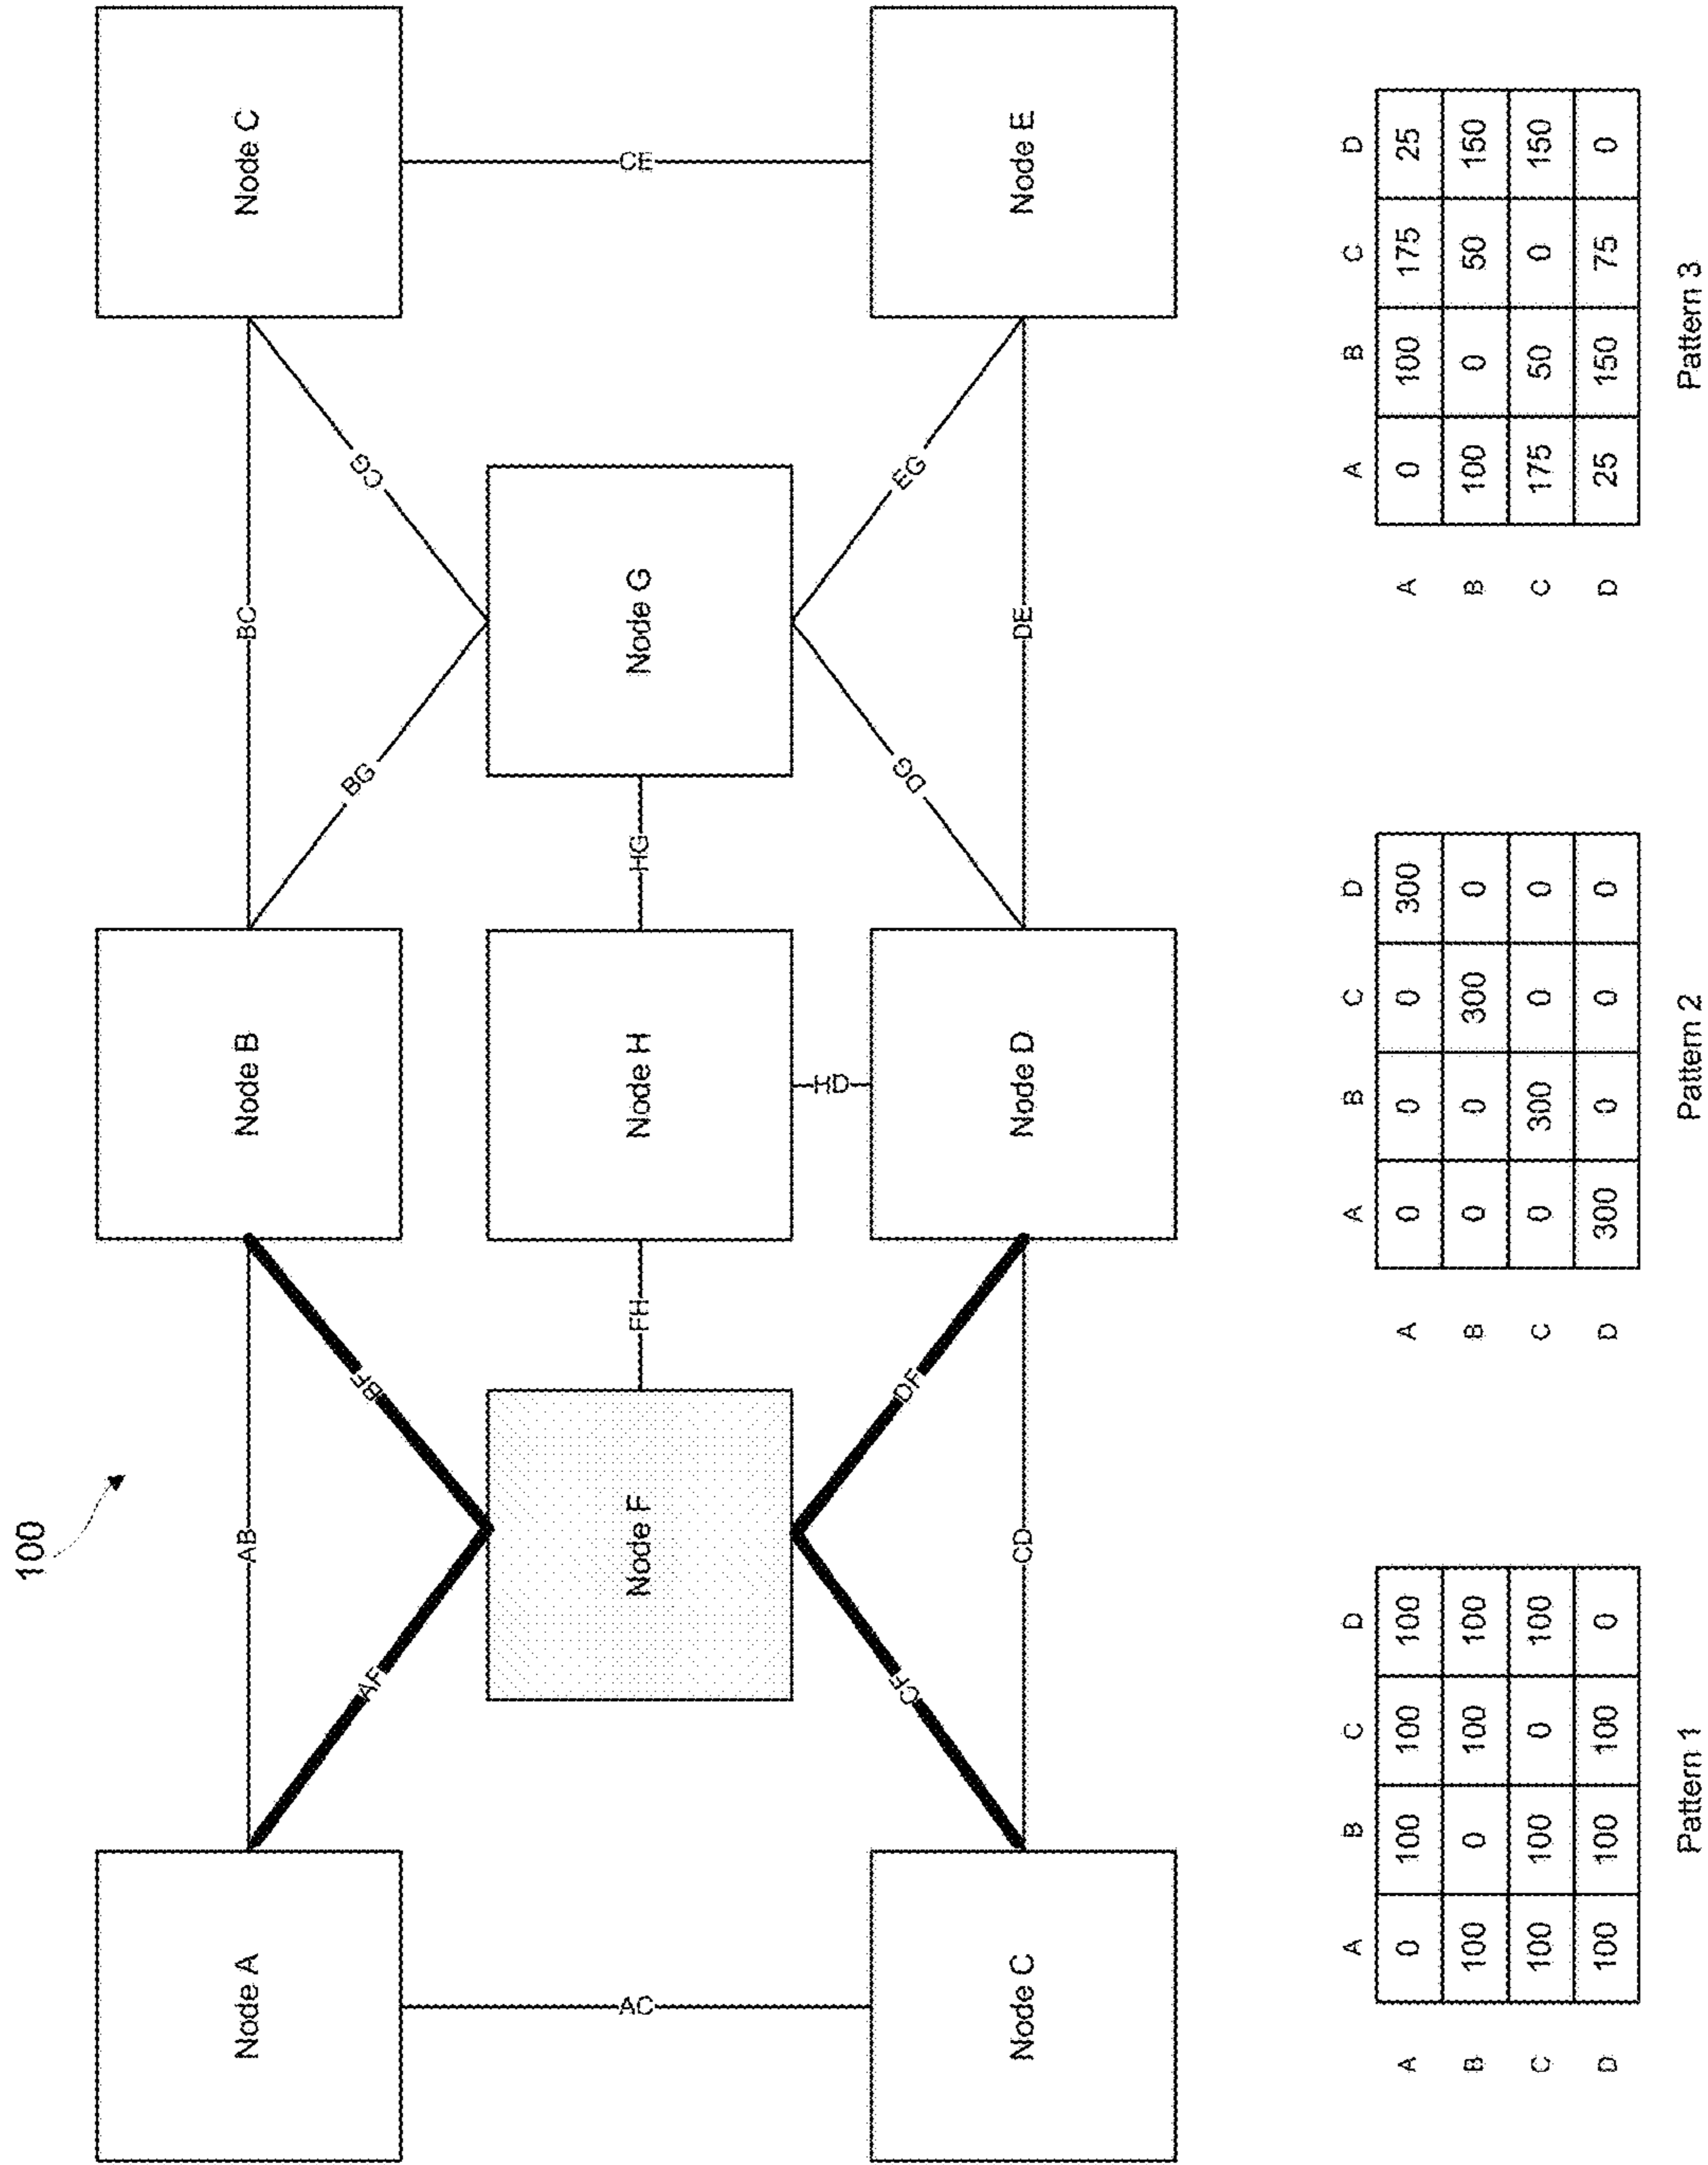 100
Node A
AB
Node B
BC
Node C
AF
BF
BG
CG
AC
Node F
FH
Node H
HG
Node G
CE
CF
DF
HD
DG
EG
Node C
CD
Node D
DE
Node E
A B C D
A 0 100 100 100
B 100 0 100 100
C 100 100 0 100
D 100 100 100 0
Pattern 1
A B C D
A 0 0 0 300
B 0 0 300 0
C 0 300 0 0
D 300 0 0 0
Pattern 2
A B C D
A 0 100 175 25
B 100 0 50 150
C 175 50 0 150
D 25 150 75 0
Pattern 3